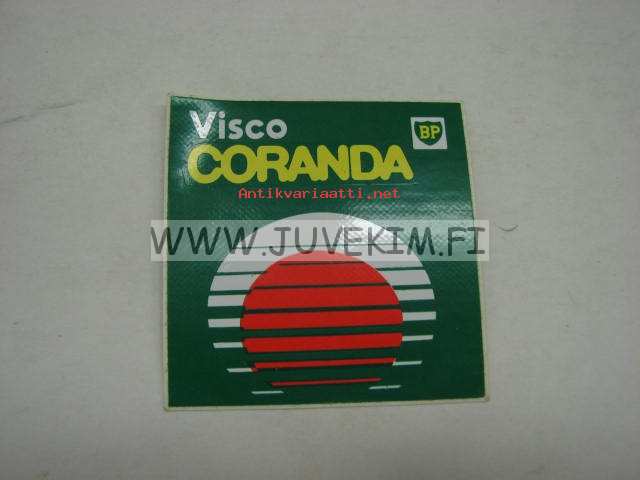 Visco
BP
CORANDA
Antikvariaatti.net
WWW.JUVEKIM.FI